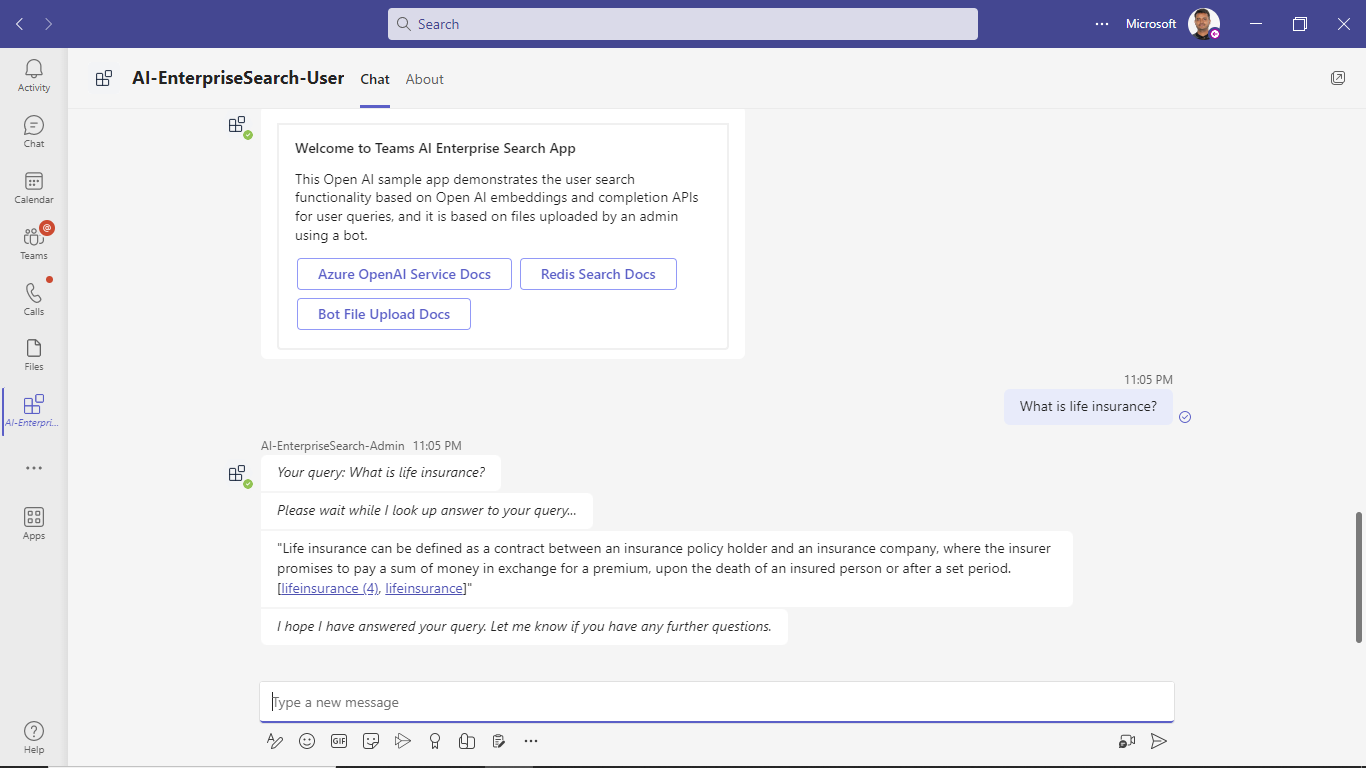 Search
Microsoft
Activity
Chat
Calendar
Teams
@
Calls
Files
AI-Enterpri...
Apps
Help
AI-EnterpriseSearch-User
Chat
About
Welcome to Teams AI Enterprise Search App
This Open AI sample app demonstrates the user search
functionality based on Open AI embeddings and completion APIs
for user queries, and it is based on files uploaded by an admin
using a bot.
Azure OpenAI Service Docs
Redis Search Docs
Bot File Upload Docs
11:05 PM
What is life insurance?
AI-EnterpriseSearch-Admin 11:05 PM
Your query: What is life insurance?
Please wait while I look up answer to your query...
"Life insurance can be defined as a contract between an insurance policy holder and an insurance company, where the insurer
promises to pay a sum of money in exchange for a premium, upon the death of an insured person or after a set period.
[lifeinsurance (4), lifeinsurance]"
I hope I have answered your query. Let me know if you have any further questions.
Type a new message
GIF